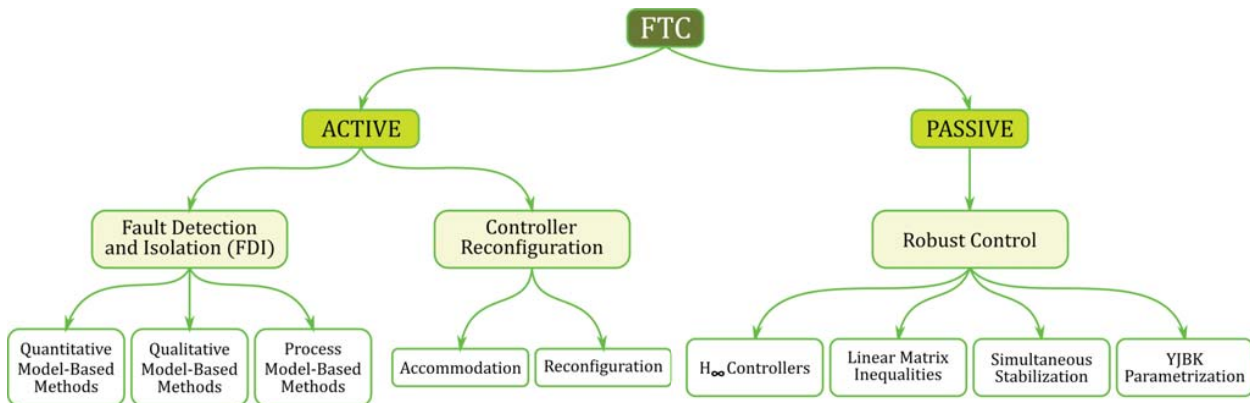 FTC
ACTIVE
PASSIVE
Fault Detection
and Isolation (FDI)
Controller
Reconfiguration
Robust Control
Quantitative
Model-Based
Methods
Qualitative
Model-Based
Methods
Process
Model-Based
Methods
Accommodation
Reconfiguration
H∞ Controllers
Linear Matrix
Inequalities
Simultaneous
Stabilization
YJBK
Parametrization